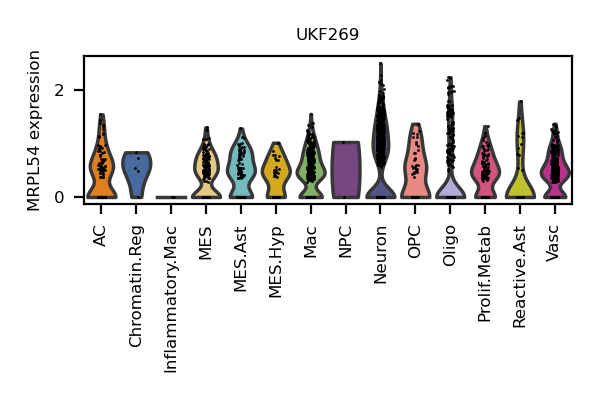 UKF269
MRPL54 expression
2
0
AC
Chromatin.Reg
Inflammatory.Mac
MES
MES.Ast
MES.Hyp
Mac
NPC
Neuron
OPC
Oligo
Prolif.Metab
Reactive.Ast
Vasc